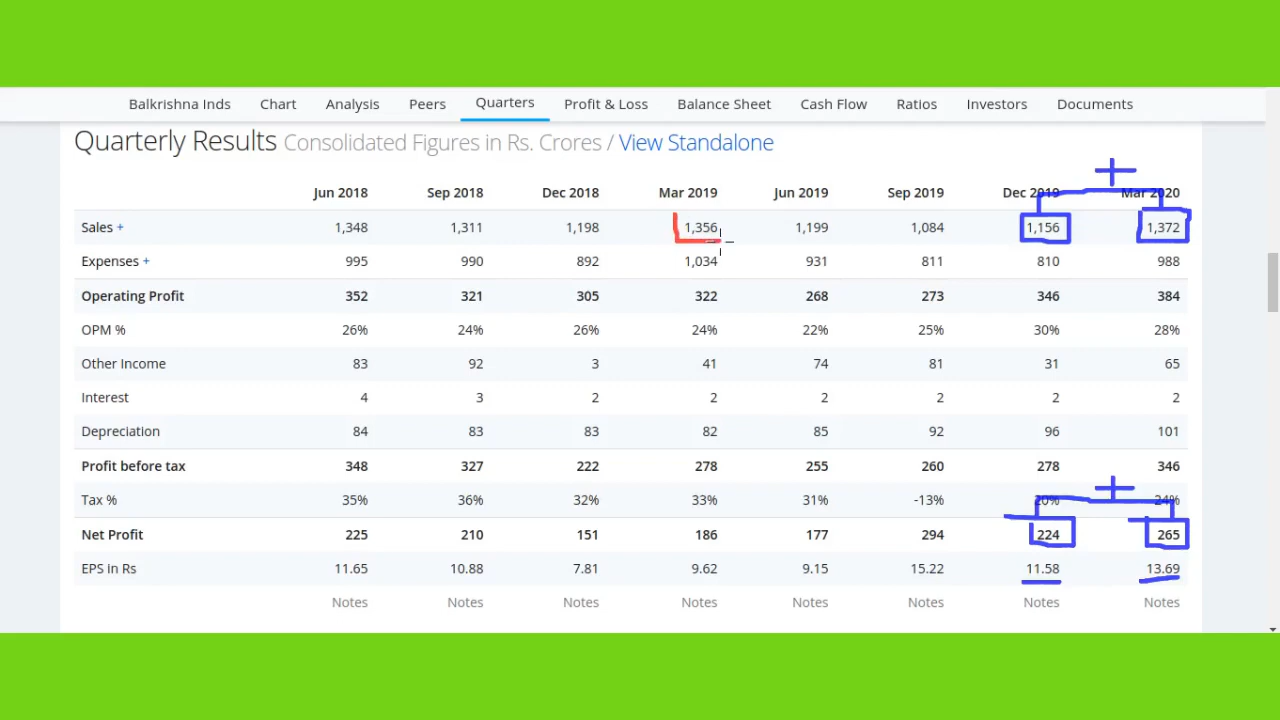 Balkrishna Inds Chart Analysis Peers Quarters Profit & Loss Balance Sheet Cash Flow Ratios Investors Documents
Quarterly Results Consolidated Figures in Rs. Crores / View Standalone
Jun 2018 Sep 2018 Dec 2018 Mar 2019 Jun 2019 Sep 2019 Dec 2019 Mar 2020
Sales + 1,348 1,311 1,198 1,356 1,199 1,084 1,156 1,372
Expenses + 995 990 892 1,034 931 811 810 988
Operating Profit 352 321 305 322 268 273 346 384
OPM % 26% 24% 26% 24% 22% 25% 30% 28%
Other Income 83 92 3 41 74 81 31 65
Interest 4 3 2 2 2 2 2 2
Depreciation 84 83 83 82 85 92 96 101
Profit before tax 348 327 222 278 255 260 278 346
Tax % 35% 36% 32% 33% 31% -13% 20% 24%
Net Profit 225 210 151 186 177 294 224 265
EPS in Rs 11.65 10.88 7.81 9.62 9.15 15.22 11.58 13.69
Notes Notes Notes Notes Notes Notes Notes Notes